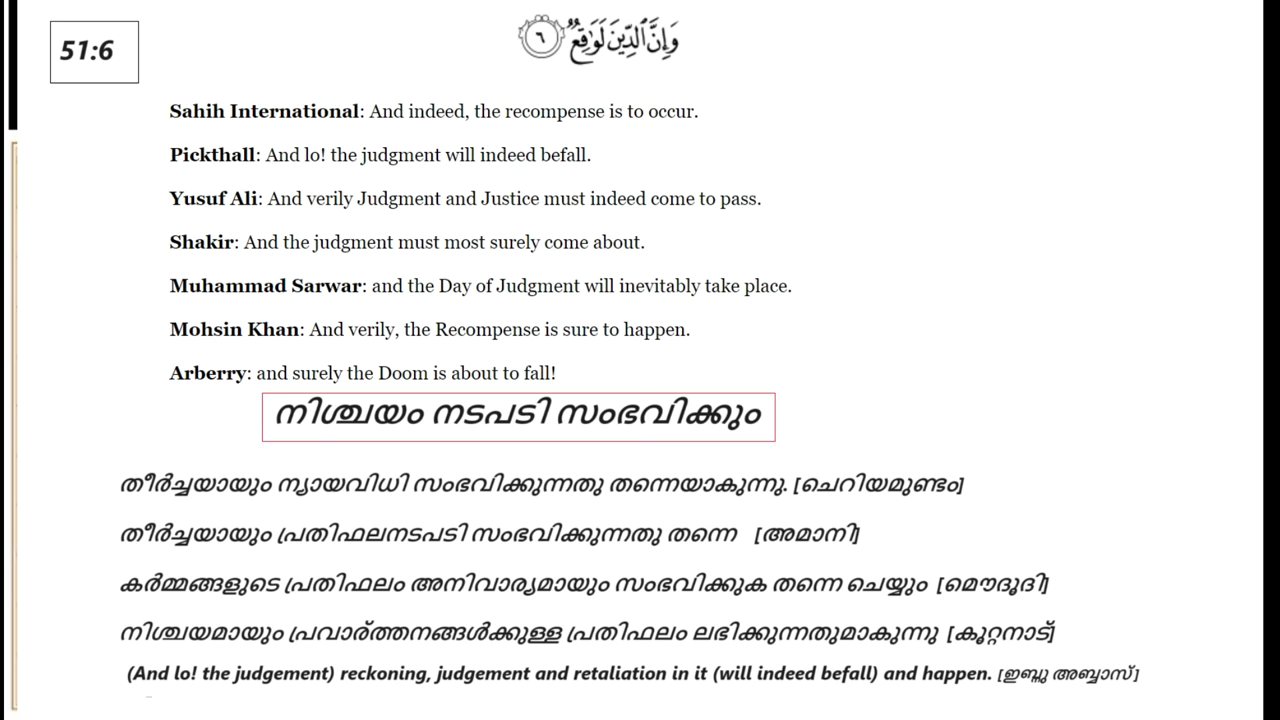 51:6
وَإِنَّ ٱلدِّينَ لَوَٰقِعٌۭ ٦
Sahih International: And indeed, the recompense is to occur.
Pickthall: And lo! the judgment will indeed befall.
Yusuf Ali: And verily Judgment and Justice must indeed come to pass.
Shakir: And the judgment must most surely come about.
Muhammad Sarwar: and the Day of Judgment will inevitably take place.
Mohsin Khan: And verily, the Recompense is sure to happen.
Arberry: and surely the Doom is about to fall!
നിശ്ചയം നടപടി സംഭവിക്കും
തീർച്ചയായും ന്യായവിധി സംഭവിക്കുന്നതു തന്നെയാകുന്നു. [ചെറിയമുണ്ടം]
തീർച്ചയായും പ്രതിഫലനടപടി സംഭവിക്കുന്നതു തന്നെ [അമാനി]
കർമ്മങ്ങളുടെ പ്രതിഫലം അനിവാര്യമായും സംഭവിക്കുക തന്നെ ചെയ്യും [മൌദൂദി]
നിശ്ചയമായും പ്രവാര്ത്തനങ്ങൾക്കുള്ള പ്രതിഫലം ലഭിക്കുന്നതുമാകുന്നു [കൂറ്റനാട്]
(And lo! the judgement) reckoning, judgement and retaliation in it (will indeed befall) and happen. [ഇബ്നു അബ്ബാസ്]